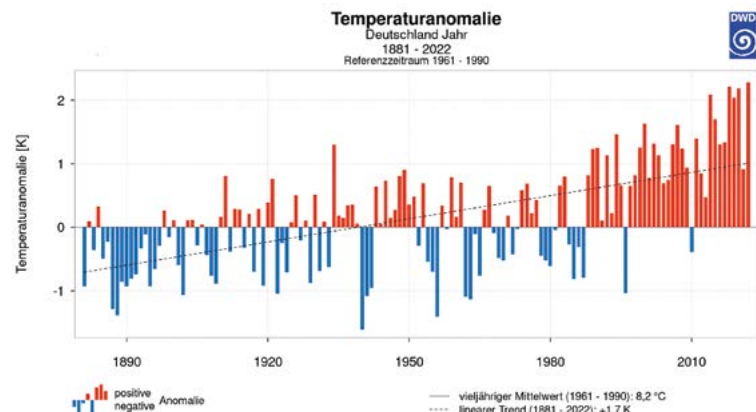 Temperaturanomalie
Deutschland Jahr
1881 - 2022
Referenzzeitraum 1961 - 1990
DWD
Temperaturanomalie [K]
2
1
0
-1
1890
1920
1950
1980
2010
positive
negative
Anomalie
vieljähriger Mittelwert (1961 - 1990): 8,2 °C
linearer Trend (1881 - 2022): +1,7 K